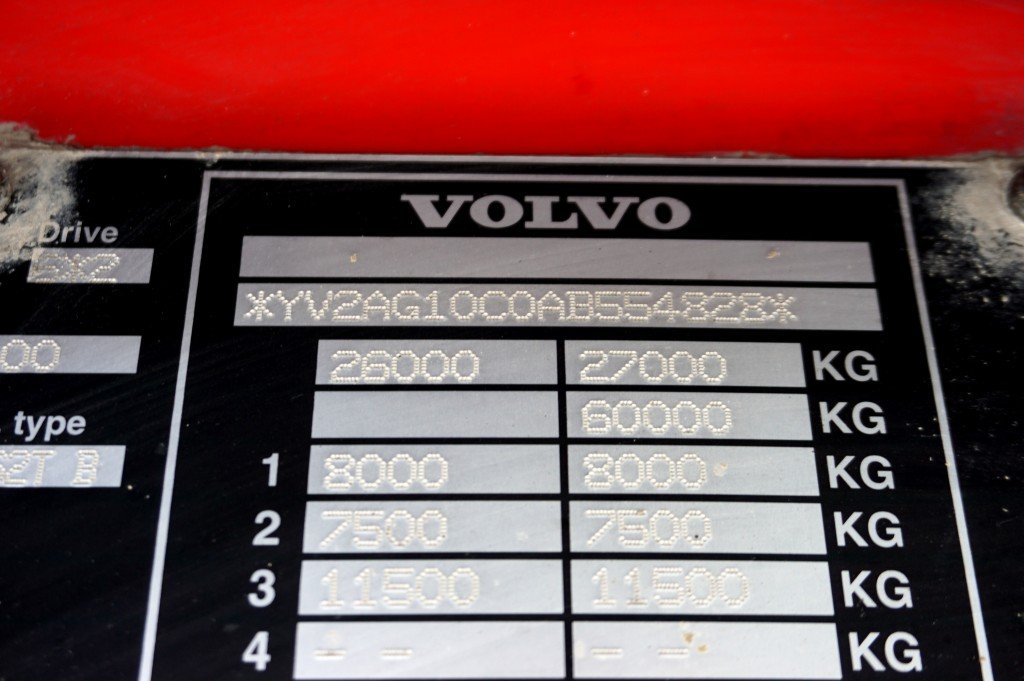 VOLVO
Drive
6X2
*YV2AG10C0AB554828*
00
26000 27000 KG
type
60000 KG
2T B
1 8000 8000 KG
2 7500 7500 KG
3 11500 11500 KG
4 - - - - KG